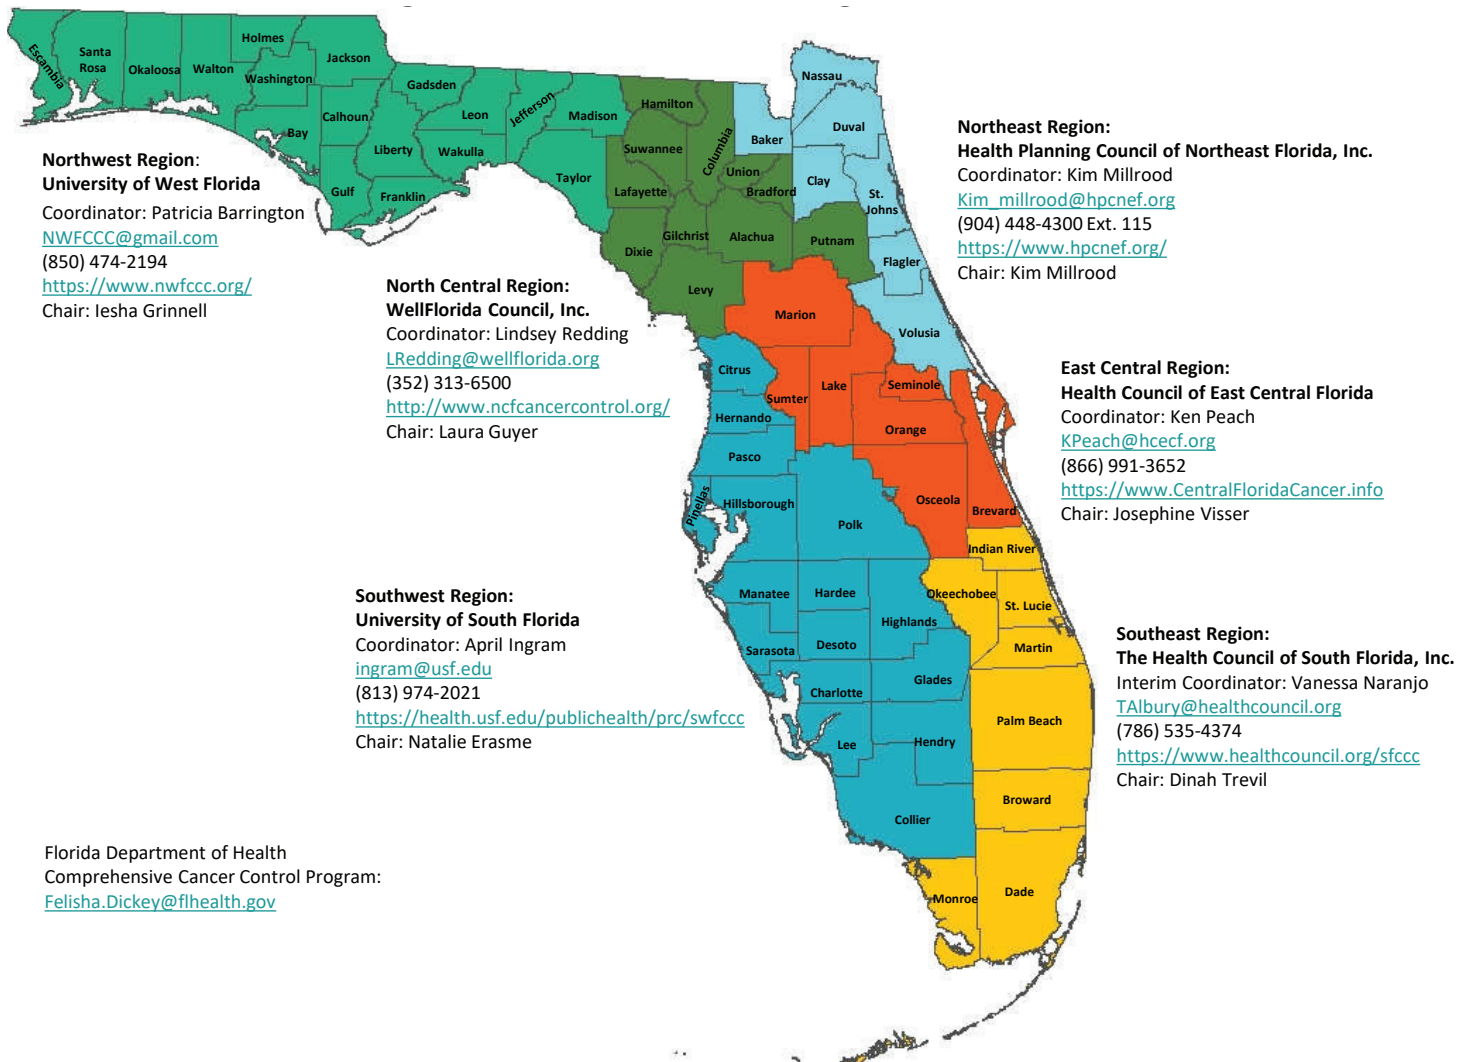 Holmes
Jackson
Santa
Rosa
Escambia
Okaloosa
Walton
Washington
Gadsden
Leon
Jefferson
Madison
Calhoun
Bay
Liberty
Wakulla
Taylor
Gulf
Franklin
Hamilton
Suwannee
Columbia
Lafayette
Union
Bradford
Gilchrist
Alachua
Putnam
Dixie
Levy
Nassau
Baker
Duval
Clay
St.
Johns
Flagler
Volusia
Marion
Citrus
Sumter
Lake
Seminole
Hernando
Orange
Pasco
Pinellas
Hillsborough
Polk
Osceola
Brevard
Indian River
Manatee
Hardee
Okeechobee
St. Lucie
Highlands
Sarasota
Desoto
Martin
Charlotte
Glades
Lee
Hendry
Palm Beach
Collier
Broward
Monroe
Dade
Northwest Region:
University of West Florida
Coordinator: Patricia Barrington
NWFCCC@gmail.com
(850) 474-2194
https://www.nwfccc.org/
Chair: Iesha Grinnell
North Central Region:
WellFlorida Council, Inc.
Coordinator: Lindsey Redding
LRedding@wellflorida.org
(352) 313-6500
http://www.ncfcancercontrol.org/
Chair: Laura Guyer
Northeast Region:
Health Planning Council of Northeast Florida, Inc.
Coordinator: Kim Millrood
Kim_millrood@hpcnef.org
(904) 448-4300 Ext. 115
https://www.hpcnef.org/
Chair: Kim Millrood
East Central Region:
Health Council of East Central Florida
Coordinator: Ken Peach
KPeach@hcecf.org
(866) 991-3652
https://www.CentralFloridaCancer.info
Chair: Josephine Visser
Southwest Region:
University of South Florida
Coordinator: April Ingram
ingram@usf.edu
(813) 974-2021
https://health.usf.edu/publichealth/prc/swfccc
Chair: Natalie Erasme
Southeast Region:
The Health Council of South Florida, Inc.
Interim Coordinator: Vanessa Naranjo
TAlbury@healthcouncil.org
(786) 535-4374
https://www.healthcouncil.org/sfccc
Chair: Dinah Trevil
Florida Department of Health
Comprehensive Cancer Control Program:
Felisha.Dickey@flhealth.gov